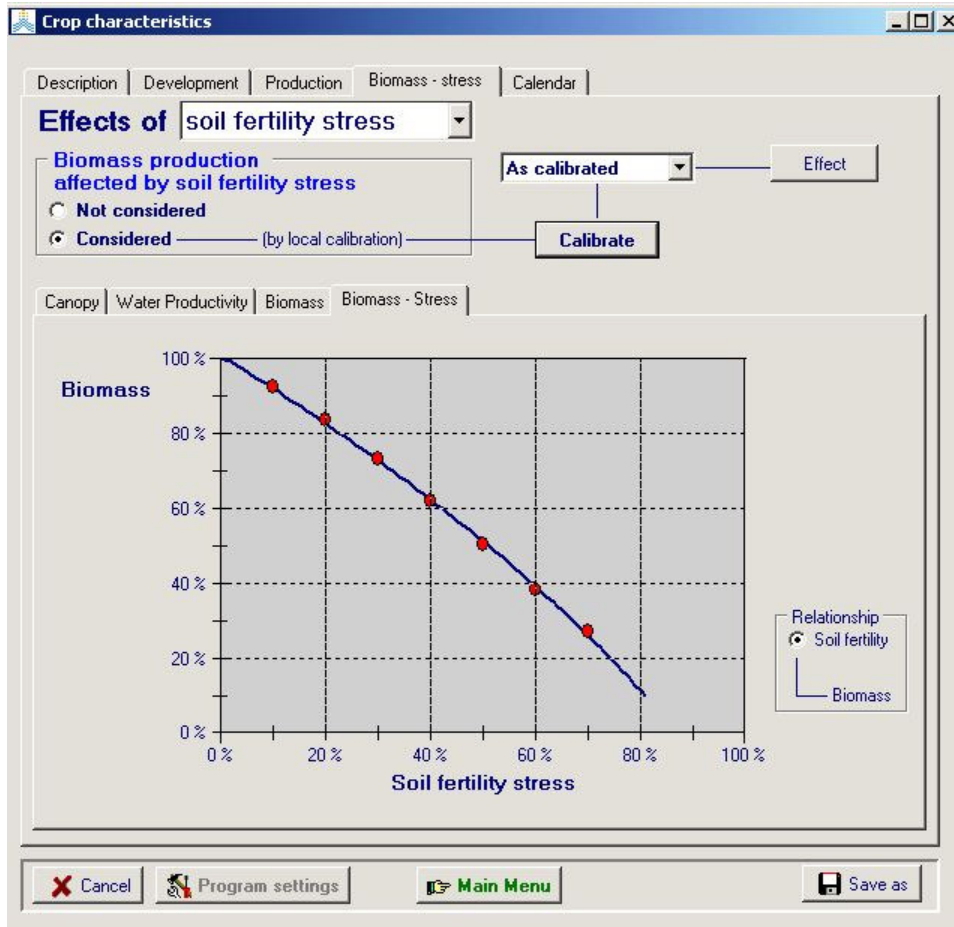 Crop characteristics
Description Development Production Biomass - stress Calendar
Effects of soil fertility stress
Biomass production
affected by soil fertility stress
As calibrated
Effect
Not considered
Considered (by local calibration) Calibrate
Canopy Water Productivity Biomass Biomass - Stress
100 %
Biomass
80 %
60 %
40 %
Relationship
Soil fertility
20 %
Biomass
0 %
0 % 20 % 40 % 60 % 80 % 100 %
Soil fertility stress
Cancel Program settings Main Menu Save as